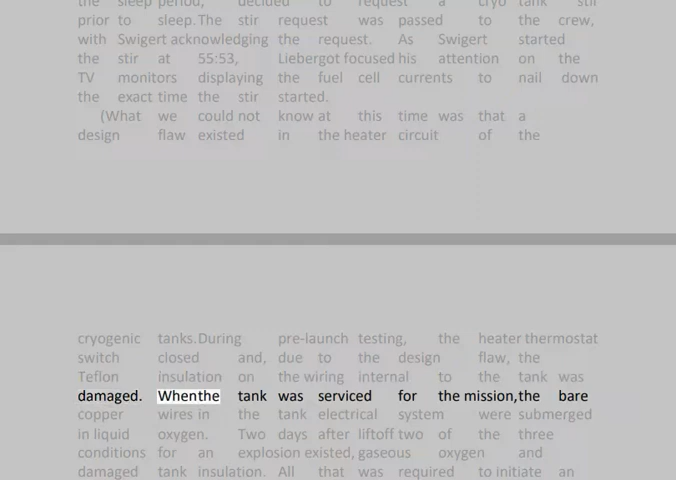 the sleep period, decided to request a cryo tank stir
prior to sleep.The stir request was passed to the crew,
with Swigert acknowledging the request. As Swigert started
the stir at 55:53, Liebergot focused his attention on the
TV monitors displaying the fuel cell currents to nail down
the exact time the stir started.
(What we could not know at this time was that a
design flaw existed in the heater circuit of the
cryogenic tanks.During pre-launch testing, the heater thermostat
switch closed and, due to the design flaw, the
Teflon insulation on the wiring internal to the tank was
damaged. Whenthe tank was serviced for the mission,the bare
copper wires in the tank electrical system were submerged
in liquid oxygen. Two days after liftoff two of the three
conditions for an explosion existed, gaseous oxygen and
damaged tank insulation. All that was required to initiate an